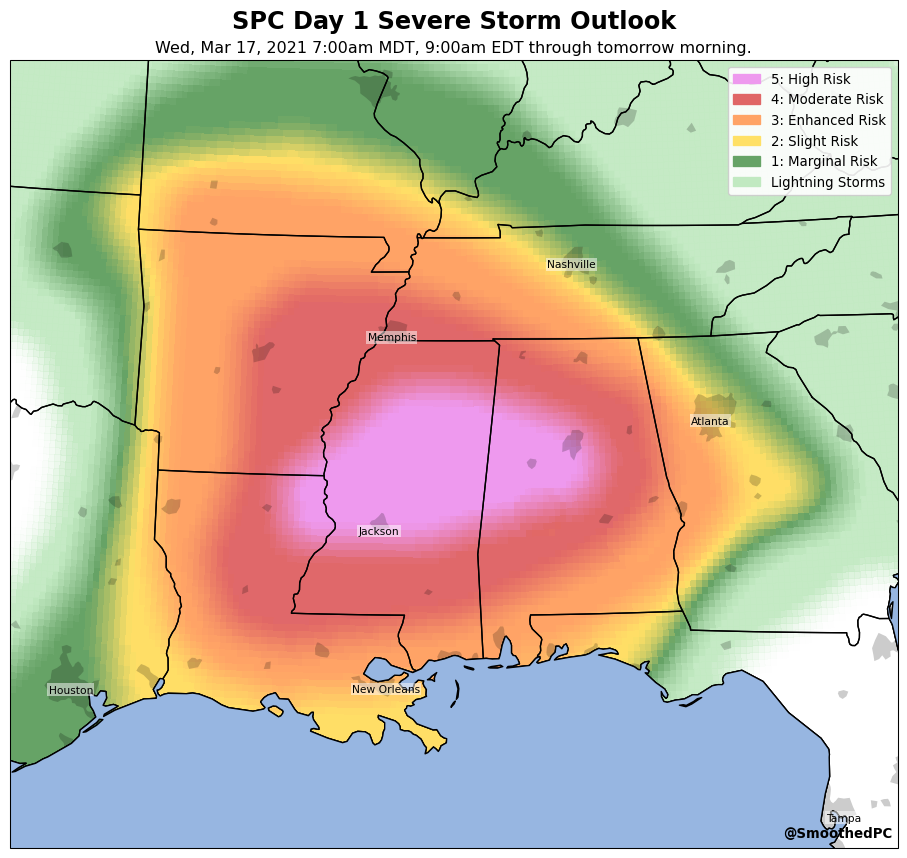 SPC Day 1 Severe Storm Outlook
Wed, Mar 17, 2021 7:00am MDT, 9:00am EDT through tomorrow morning.
5: High Risk
4: Moderate Risk
3: Enhanced Risk
2: Slight Risk
1: Marginal Risk
Lightning Storms
Nashville
Memphis
Atlanta
Jackson
Houston
New Orleans
Tampa
@SmoothedPC